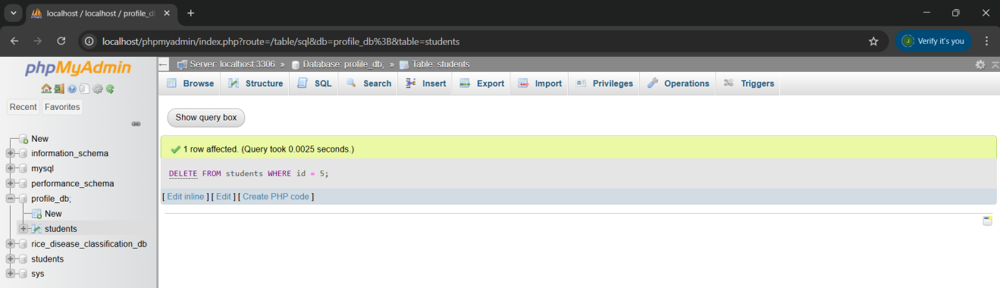 localhost / localhost / profile_d
localhost/phpmyadmin/index.php?route=/table/sql&db=profile_db%3B&table=students
J
Verify it's you
phpMyAdmin
Recent
Favorites
New
information_schema
mysql
performance_schema
profile_db;
New
students
rice_disease_classification_db
students
sys
Server: localhost:3306 » Database: profile_db; » Table: students
Browse Structure SQL Search Insert Export Import Privileges Operations Triggers
Show query box
1 row affected. (Query took 0.0025 seconds.)
DELETE FROM students WHERE id = 5;
[ Edit inline ] [ Edit ] [ Create PHP code ]